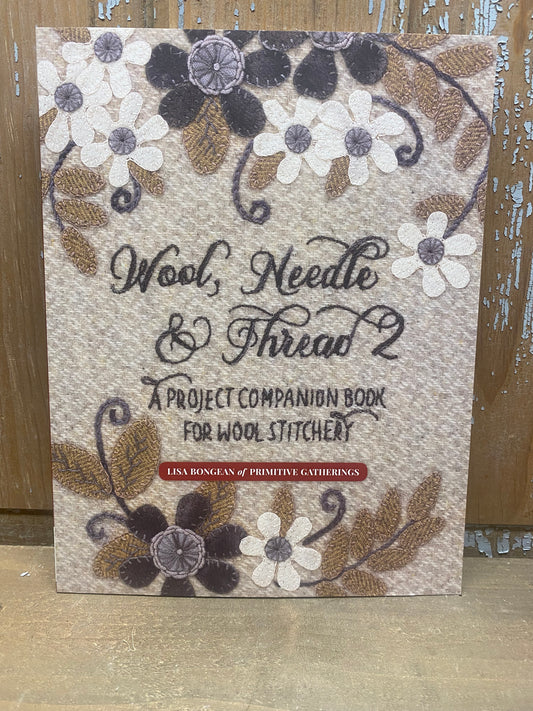 Wool, Needle
& Thread 2
A PROJECT COMPANION BOOK
FOR WOOL STITCHERY
LISA BONGEAN of PRIMITIVE GATHERINGS